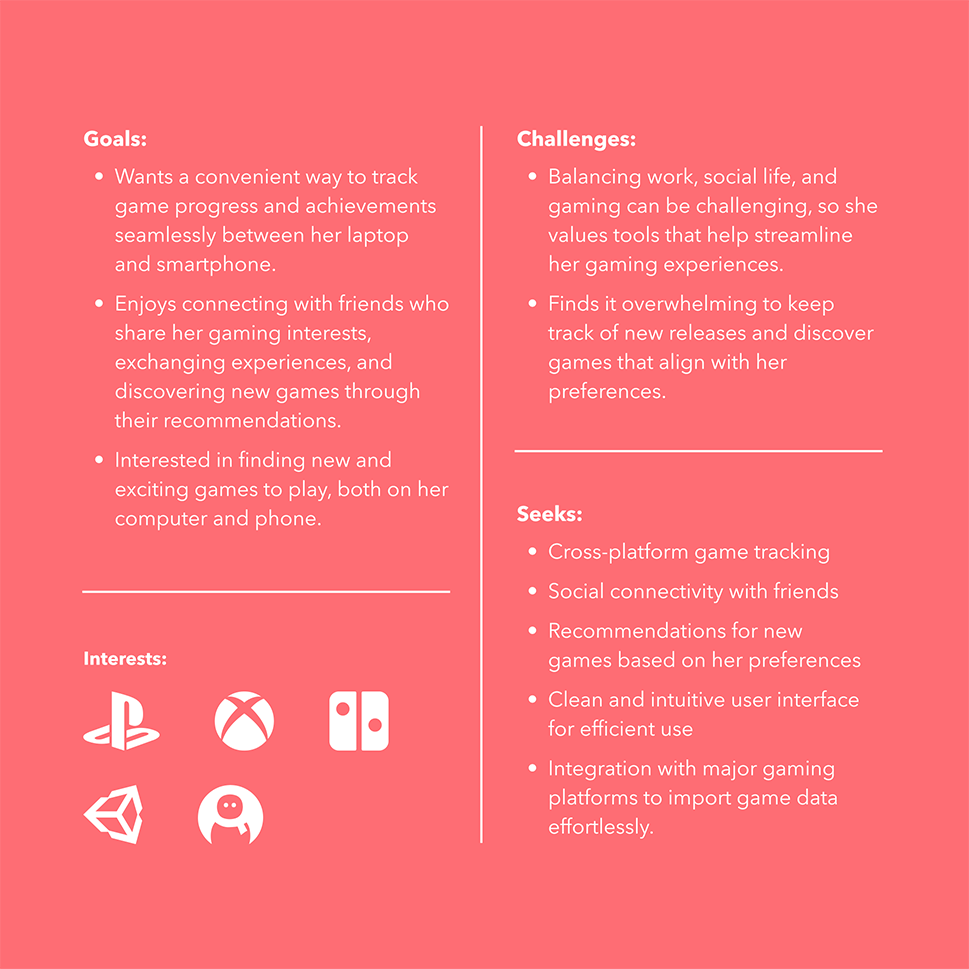 Goals:
• Wants a convenient way to track
game progress and achievements
seamlessly between her laptop
and smartphone.
• Enjoys connecting with friends who
share her gaming interests,
exchanging experiences, and
discovering new games through
their recommendations.
• Interested in finding new and
exciting games to play, both on her
computer and phone.
Interests:
Challenges:
• Balancing work, social life, and
gaming can be challenging, so she
values tools that help streamline
her gaming experiences.
• Finds it overwhelming to keep
track of new releases and discover
games that align with her
preferences.
Seeks:
• Cross-platform game tracking
• Social connectivity with friends
• Recommendations for new
games based on her preferences
• Clean and intuitive user interface
for efficient use
• Integration with major gaming
platforms to import game data
effortlessly.